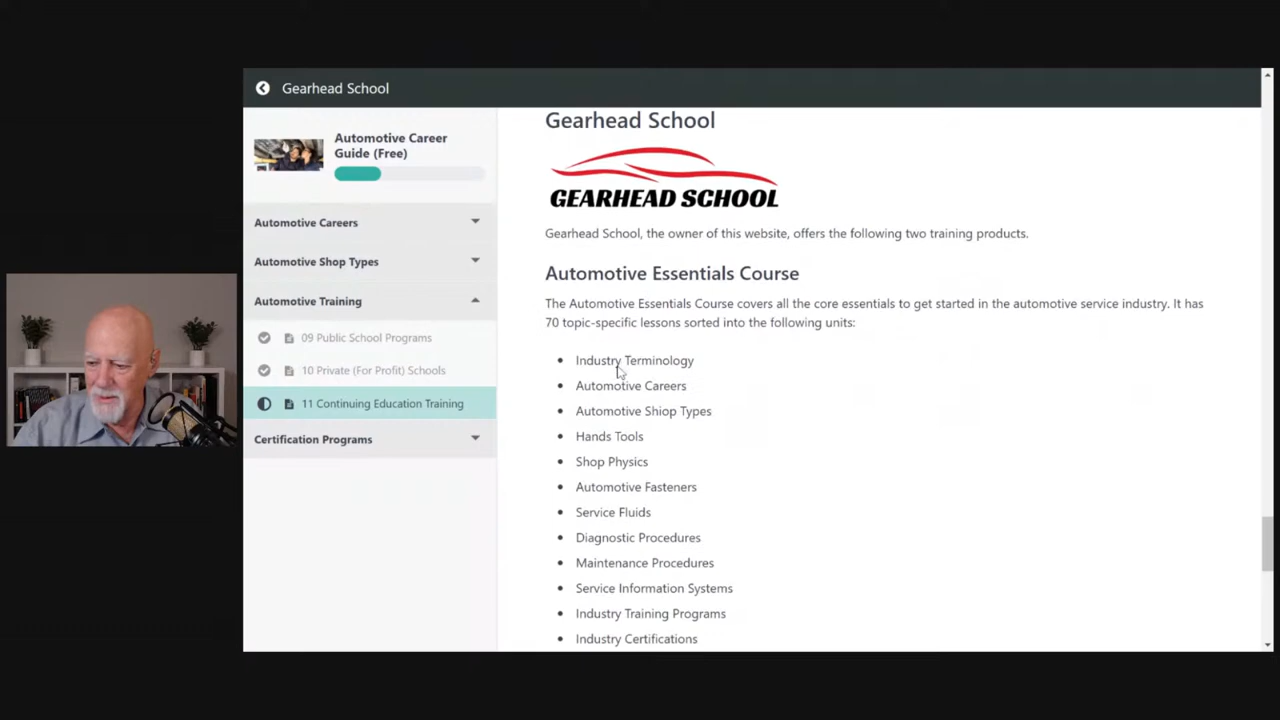 Gearhead School
Automotive Career
Guide (Free)
Automotive Careers
Automotive Shop Types
Automotive Training
09 Public School Programs
10 Private (For Profit) Schools
11 Continuing Education Training
Certification Programs
Gearhead School
GEARHEAD SCHOOL
Gearhead School, the owner of this website, offers the following two training products.
Automotive Essentials Course
The Automotive Essentials Course covers all the core essentials to get started in the automotive service industry. It has
70 topic-specific lessons sorted into the following units:
Industry Terminology
Automotive Careers
Automotive Shiop Types
Hands Tools
Shop Physics
Automotive Fasteners
Service Fluids
Diagnostic Procedures
Maintenance Procedures
Service Information Systems
Industry Training Programs
Industry Certifications